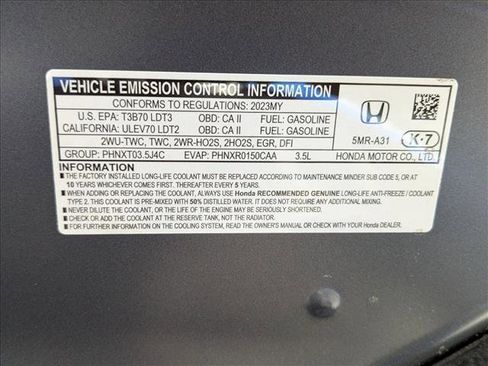 VEHICLE EMISSION CONTROL INFORMATION
CONFORMS TO REGULATIONS: 2023MY
U.S. EPA: T3B70 LDT3 OBD: CA II FUEL: GASOLINE
CALIFORNIA: ULEV70 LDT2 OBD: CA II FUEL: GASOLINE
2WU-TWC, TWC, 2WR-HO2S, 2HO2S, EGR, DFI
5MR-A31 K-7
GROUP: PHNXT03.5J4C EVAP: PHNXR0150CAA 3.5L HONDA MOTOR CO., LTD.
INFORMATION:
■ THE FACTORY INSTALLED LONG-LIFE COOLANT MUST BE REPLACED ACCORDING TO MAINTENANCE MINDER SUB CODE 5, OR AT
10 YEARS WHICHEVER COMES FIRST. THEREAFTER EVERY 5 YEARS.
■ WHEN ADDING OR REPLACING THE COOLANT, ALWAYS USE Honda RECOMMENDED GENUINE LONG-LIFE ANTI-FREEZE / COOLANT
TYPE 2. THIS COOLANT IS PRE-MIXED WITH 50% DISTILLED WATER. IT DOES NOT REQUIRE ANY ADDITIONAL MIXING.
■ NEVER DILUTE THE COOLANT, OR THE LIFE OF THE ENGINE MAY BE SERIOUSLY SHORTENED.
■ CHECK OR ADD COOLANT AT THE RESERVE TANK, NOT THE RADIATOR.
■ FOR FURTHER INFORMATION ON THE COOLING SYSTEM, READ THE OWNER'S MANUAL OR CHECK WITH YOUR Honda DEALER.